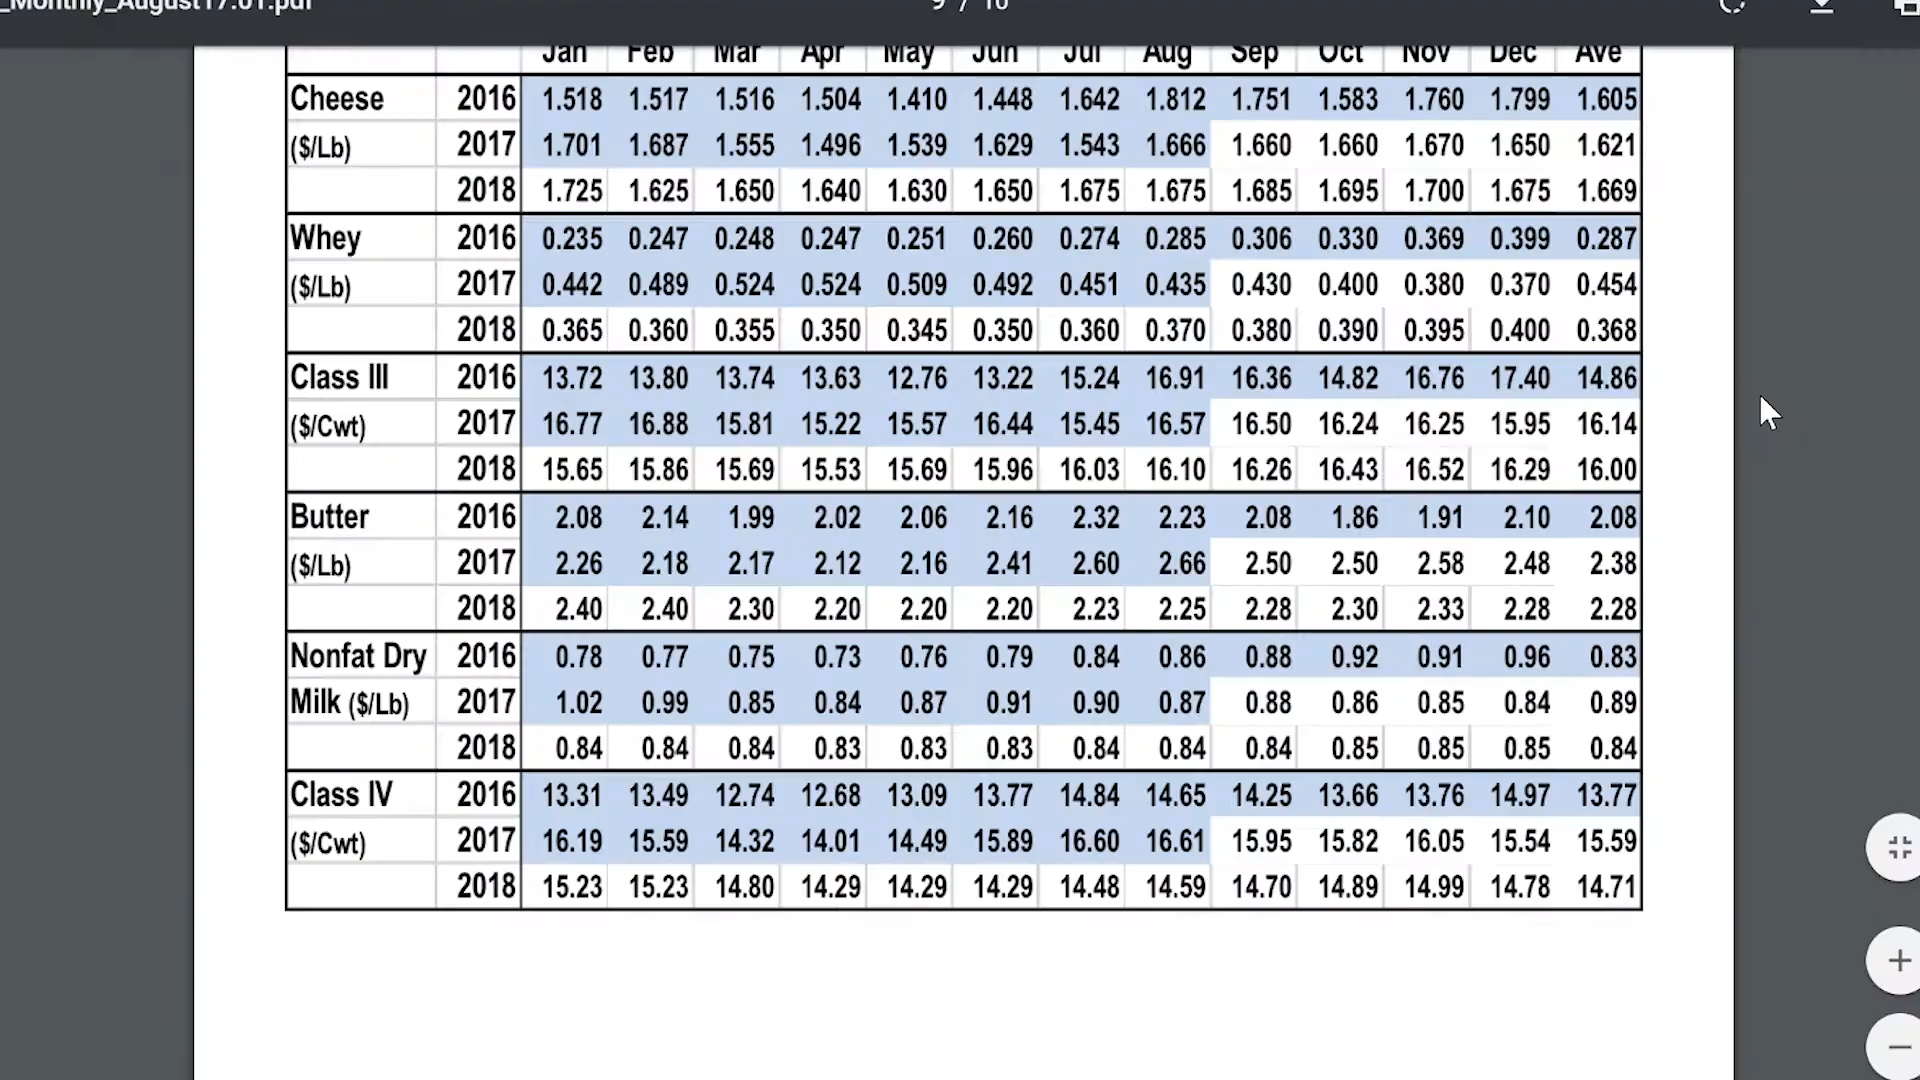 _Monthly_August17.01.pdf 9 / 10
Jan Feb Mar Apr May Jun Jul Aug Sep Oct Nov Dec Ave
Cheese 2016 1.518 1.517 1.516 1.504 1.410 1.448 1.642 1.812 1.751 1.583 1.760 1.799 1.605
($/Lb) 2017 1.701 1.687 1.555 1.496 1.539 1.629 1.543 1.666 1.660 1.660 1.670 1.650 1.621
2018 1.725 1.625 1.650 1.640 1.630 1.650 1.675 1.675 1.685 1.695 1.700 1.675 1.669
Whey 2016 0.235 0.247 0.248 0.247 0.251 0.260 0.274 0.285 0.306 0.330 0.369 0.399 0.287
($/Lb) 2017 0.442 0.489 0.524 0.524 0.509 0.492 0.451 0.435 0.430 0.400 0.380 0.370 0.454
2018 0.365 0.360 0.355 0.350 0.345 0.350 0.360 0.370 0.380 0.390 0.395 0.400 0.368
Class III 2016 13.72 13.80 13.74 13.63 12.76 13.22 15.24 16.91 16.36 14.82 16.76 17.40 14.86
($/Cwt) 2017 16.77 16.88 15.81 15.22 15.57 16.44 15.45 16.57 16.50 16.24 16.25 15.95 16.14
2018 15.65 15.86 15.69 15.53 15.69 15.96 16.03 16.10 16.26 16.43 16.52 16.29 16.00
Butter 2016 2.08 2.14 1.99 2.02 2.06 2.16 2.32 2.23 2.08 1.86 1.91 2.10 2.08
($/Lb) 2017 2.26 2.18 2.17 2.12 2.16 2.41 2.60 2.66 2.50 2.50 2.58 2.48 2.38
2018 2.40 2.40 2.30 2.20 2.20 2.20 2.23 2.25 2.28 2.30 2.33 2.28 2.28
Nonfat Dry 2016 0.78 0.77 0.75 0.73 0.76 0.79 0.84 0.86 0.88 0.92 0.91 0.96 0.83
Milk ($/Lb) 2017 1.02 0.99 0.85 0.84 0.87 0.91 0.90 0.87 0.88 0.86 0.85 0.84 0.89
2018 0.84 0.84 0.84 0.83 0.83 0.83 0.84 0.84 0.84 0.85 0.85 0.85 0.84
Class IV 2016 13.31 13.49 12.74 12.68 13.09 13.77 14.84 14.65 14.25 13.66 13.76 14.97 13.77
($/Cwt) 2017 16.19 15.59 14.32 14.01 14.49 15.89 16.60 16.61 15.95 15.82 16.05 15.54 15.59
2018 15.23 15.23 14.80 14.29 14.29 14.29 14.48 14.59 14.70 14.89 14.99 14.78 14.71